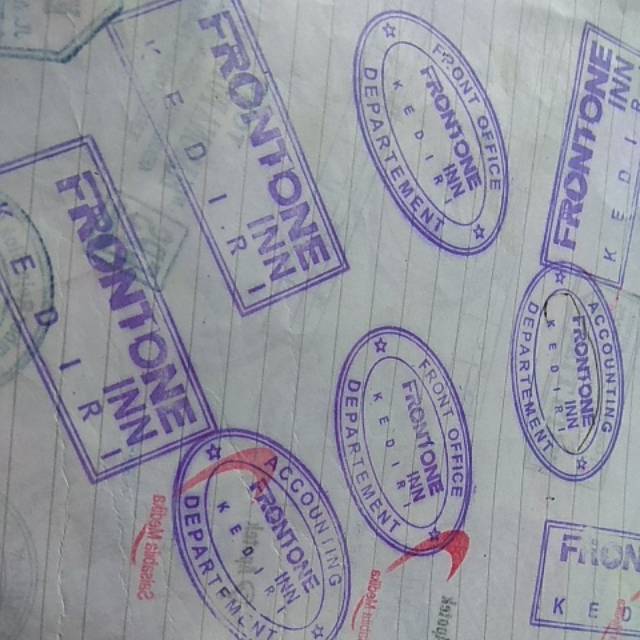 FRONTONE
INN
K E D I R I
FRONT OFFICE
FRONTONE
INN
K E D I R I
DEPARTEMENT
FRONTONE
INN
K E D I
FRONTONE
INN
K E D I R I
ACCOUNTING
FRONTONE
INN
K E D I R I
DEPARTEMENT
FRONT OFFICE
FRONTONE
INN
K E D I R I
DEPARTEMENT
ACCOUNTING
FRONTONE
INN
K E D I R I
DEPARTEMENT
FRON
K E D